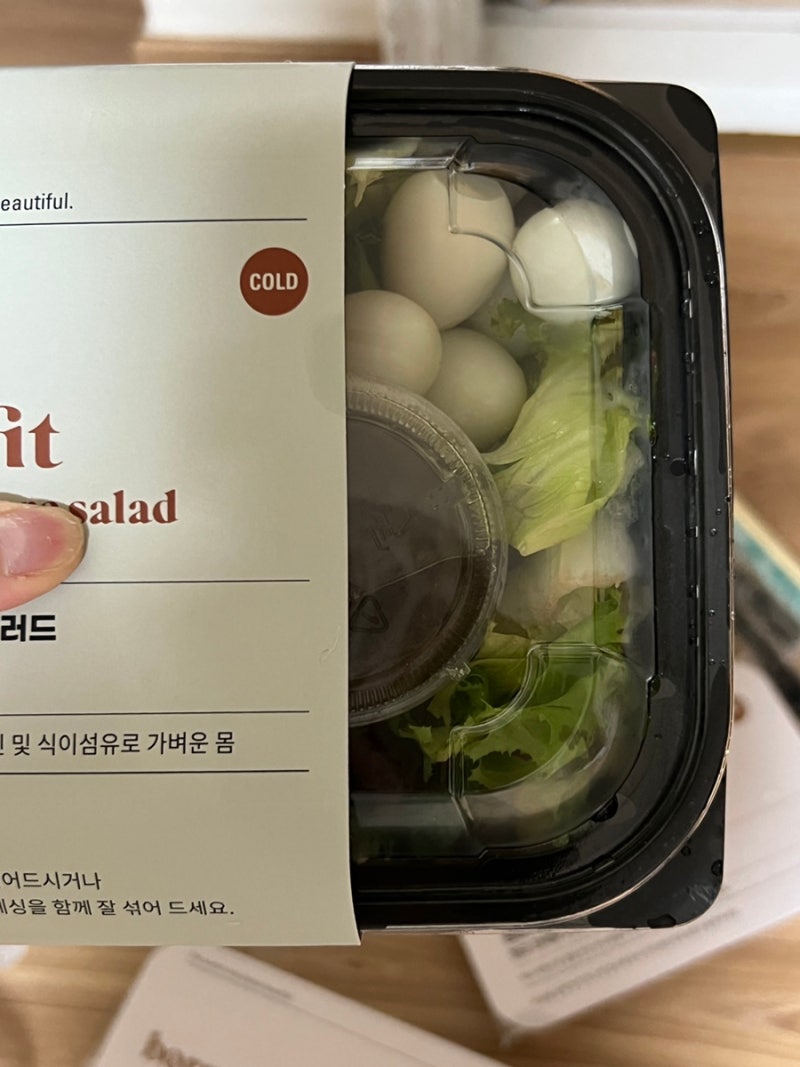 eautiful.
COLD
fit
salad
러드
및 식이섬유로 가벼운 몸
어드시거나
레싱을 함께 잘 섞어 드세요.